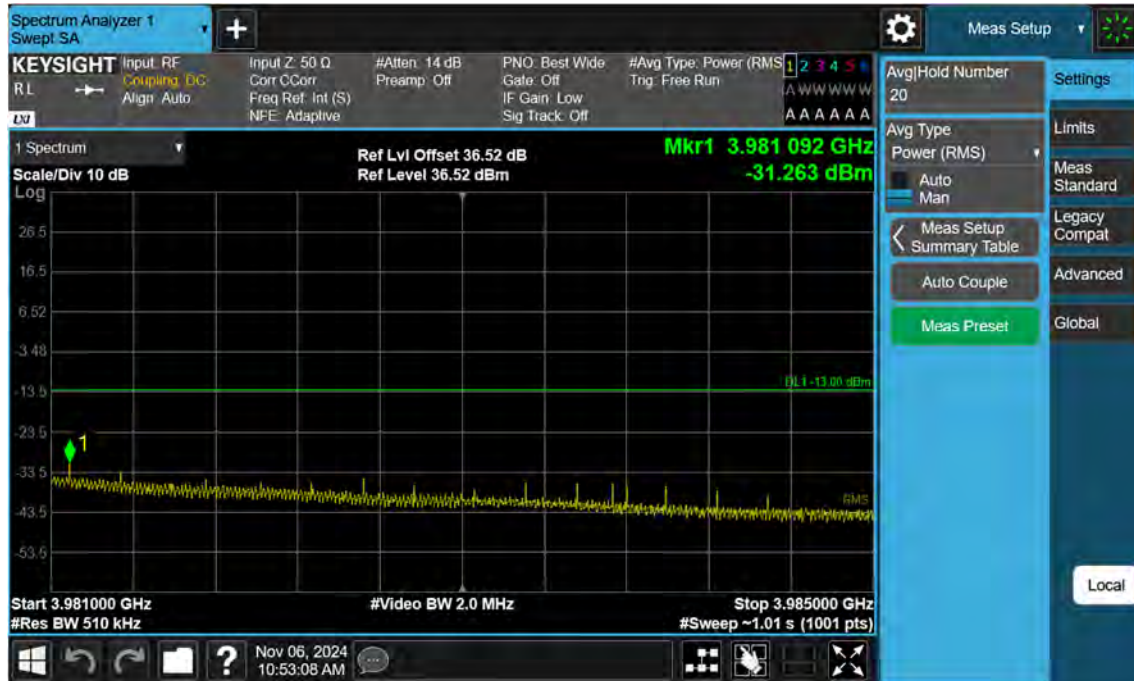 Spectrum Analyzer 1
Swept SA
+
Meas Setup
KEYSIGHT
RL
LXI
Input: RF
Coupling: DC
Align: Auto
Input Z: 50 Ω
Corr CCorr
Freq Ref: Int (S)
NFE: Adaptive
#Atten: 14 dB
Preamp: Off
PNO: Best Wide
Gate: Off
IF Gain: Low
Sig Track: Off
#Avg Type: Power (RMS)
Trig: Free Run
1 2 3 4 5 6
A W W W W W
A A A A A A
1 Spectrum
Scale/Div 10 dB
Ref Lvl Offset 36.52 dB
Ref Level 36.52 dBm
Mkr1 3.981 092 GHz
-31.263 dBm
Log
26.5
16.5
6.52
-3.48
-13.5
-23.5
-33.5
-43.5
-53.5
DL1 -13.00 dBm
1
RMS
Start 3.981000 GHz
#Res BW 510 kHz
#Video BW 2.0 MHz
Stop 3.985000 GHz
#Sweep ~1.01 s (1001 pts)
?
Nov 06, 2024
10:53:08 AM
Avg|Hold Number
20
Avg Type
Power (RMS)
Auto
Man
Meas Setup
Summary Table
Auto Couple
Meas Preset
Settings
Limits
Meas
Standard
Legacy
Compat
Advanced
Global
Local